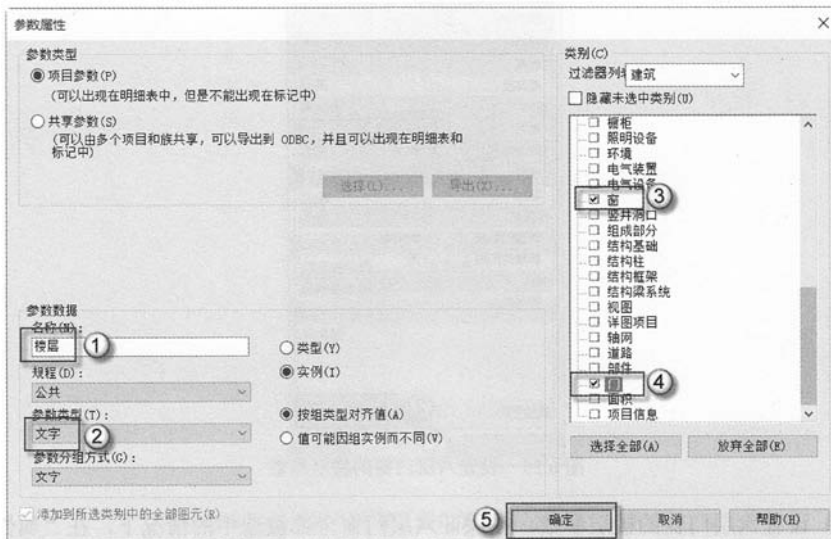 参数属性
参数类型
项目参数(P)
(可以出现在明细表中，但是不能出现在标记中)
共享参数(S)
(可以由多个项目和族共享，可以导出到 ODBC，并且可以出现在明细表和
标记中)
选择(L)...
导出(X)...
参数数据
名称(N):
楼层
①
规程(D):
公共
参数类型(T):
文字
②
参数分组方式(G):
文字
类型(Y)
实例(I)
按组类型对齐值(A)
值可能因组实例而不同(V)
添加到所选类别中的全部图元(R)
类别(C)
过滤器列
建筑
隐藏未选中类别(U)
橱柜
照明设备
环境
电气装置
电气设备
窗
③
竖井洞口
组成部分
结构基础
结构柱
结构框架
结构梁系统
视图
详图项目
轴网
道路
部件
门
④
面积
项目信息
选择全部(A)
放弃全部(E)
⑤
确定
取消
帮助(H)